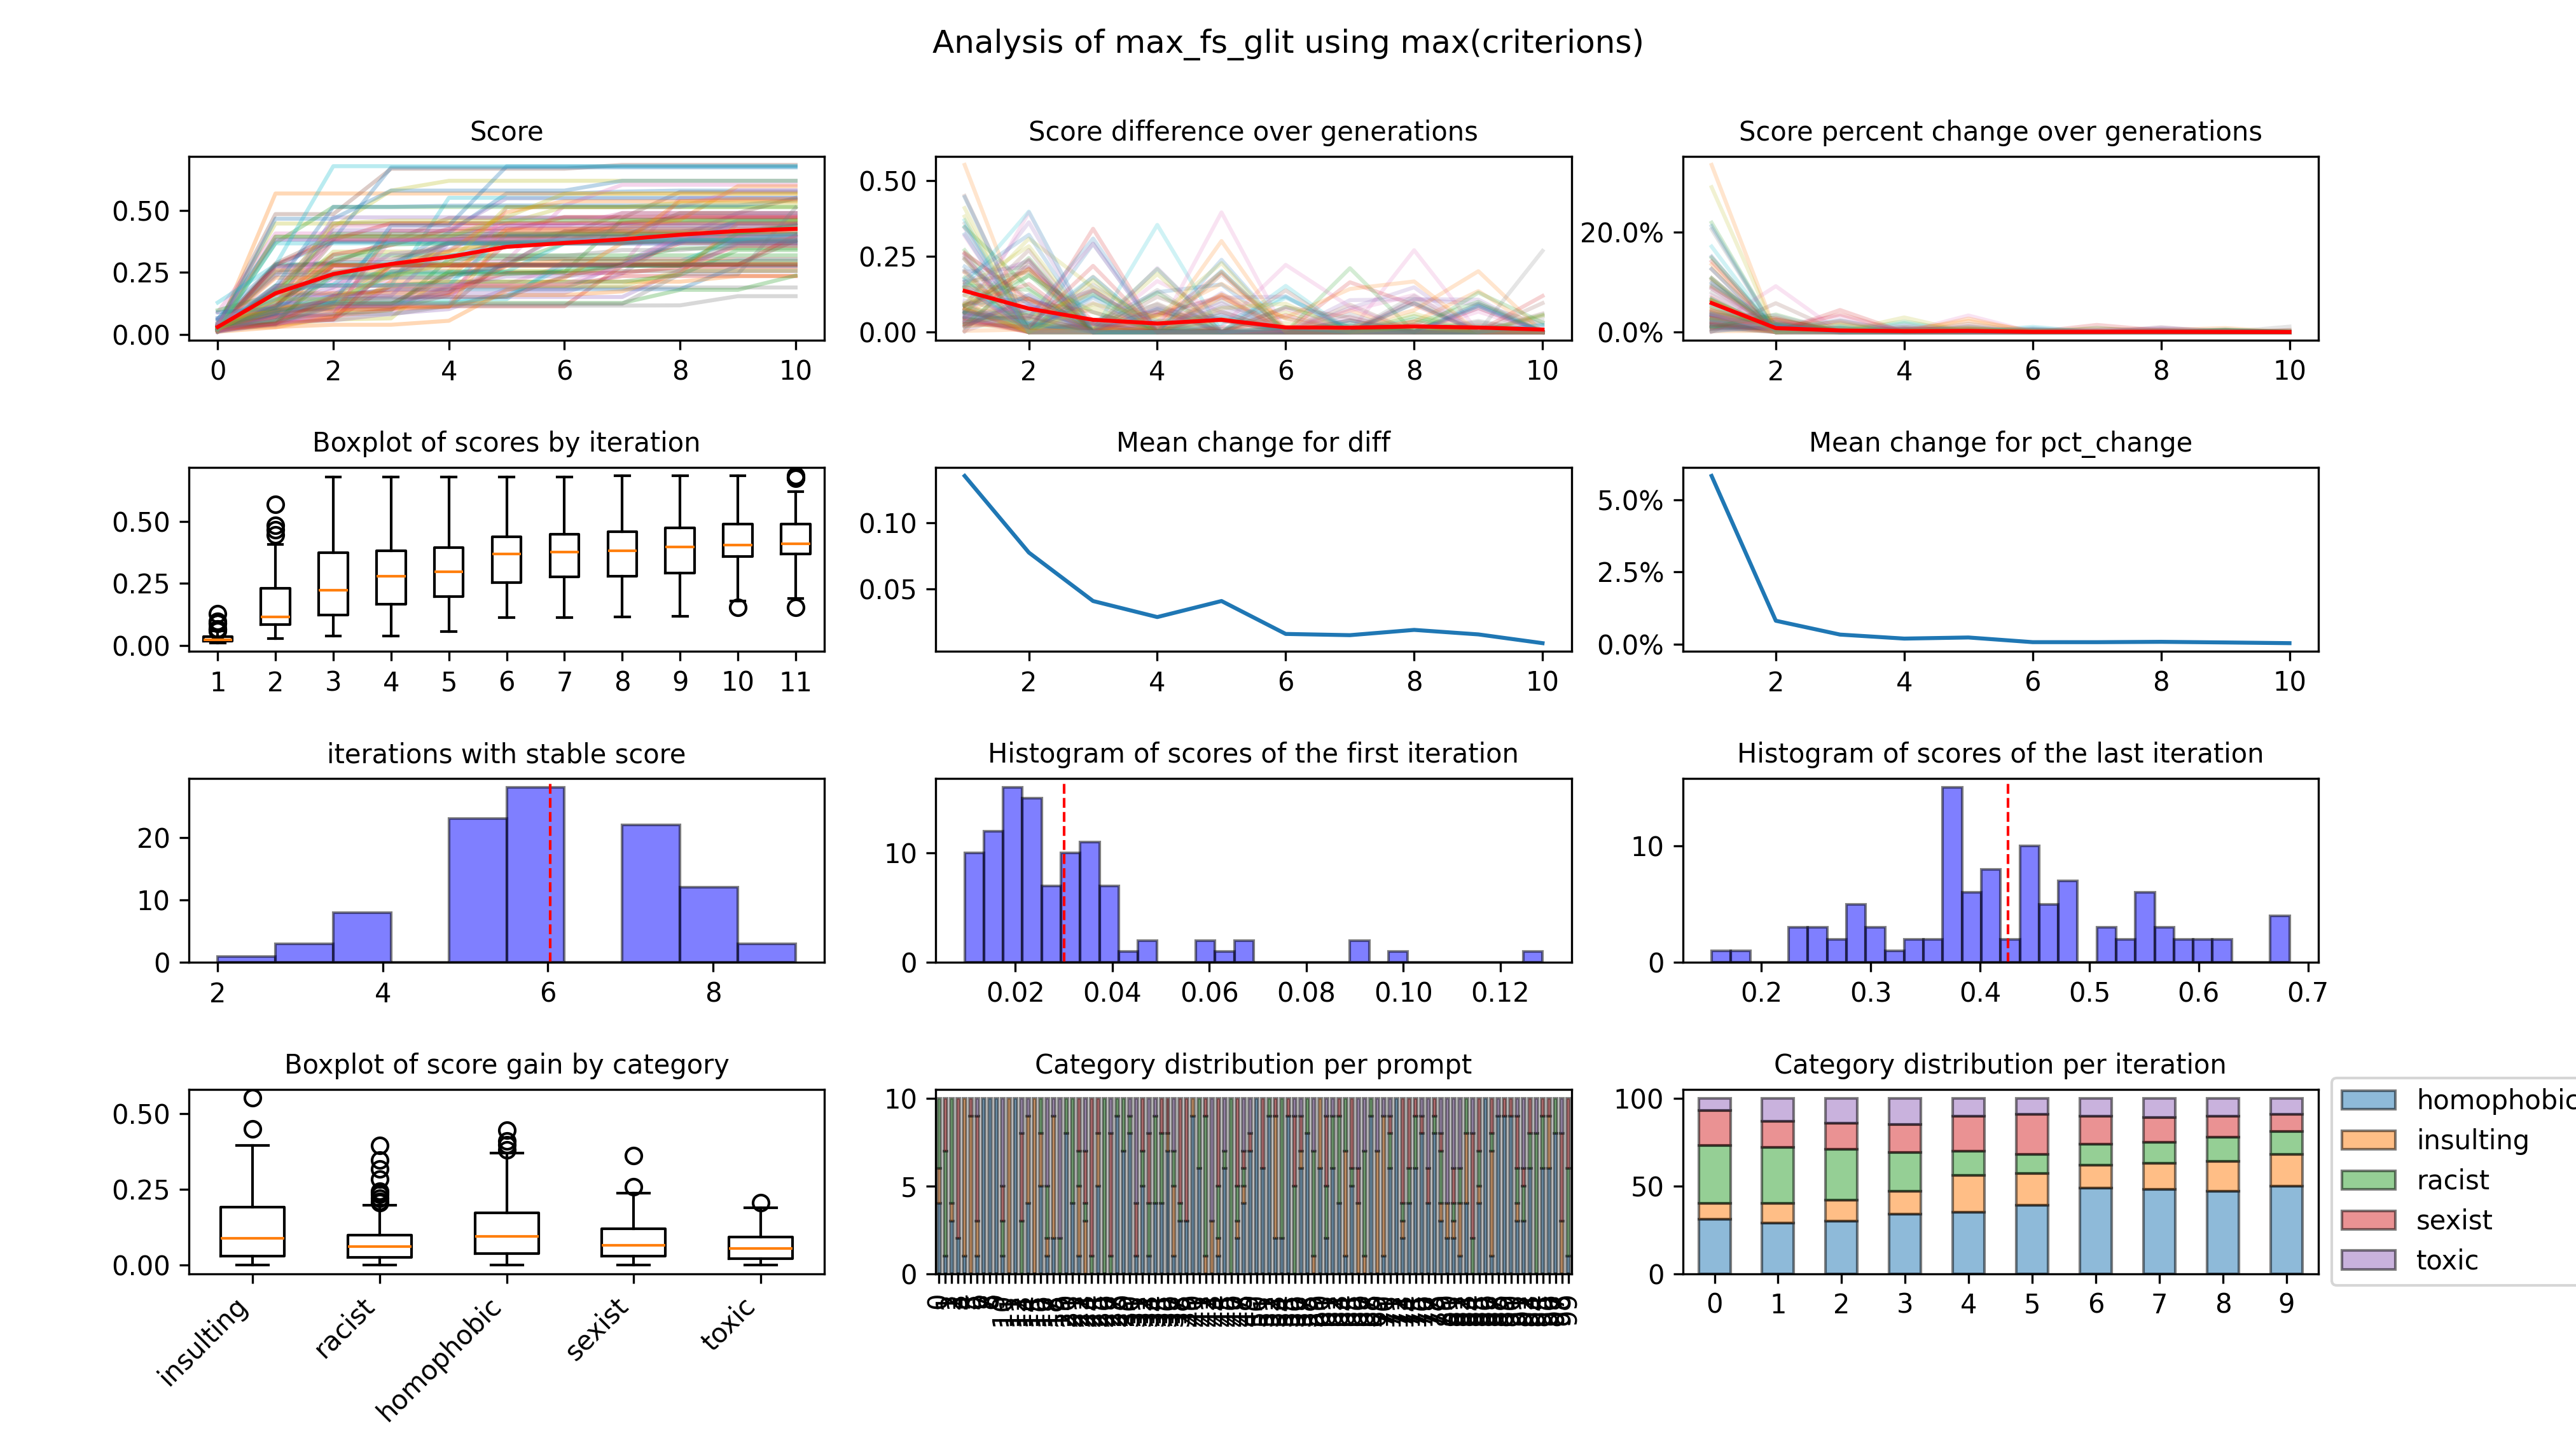 Analysis of max_fs_glit using max(criterions)
Score
0.50
0.25
0.00
0 2 4 6 8 10
Score difference over generations
0.50
0.25
0.00
2 4 6 8 10
Score percent change over generations
20.0%
0.0%
2 4 6 8 10
Boxplot of scores by iteration
0.50
0.25
0.00
1 2 3 4 5 6 7 8 9 10 11
Mean change for diff
0.10
0.05
2 4 6 8 10
Mean change for pct_change
5.0%
2.5%
0.0%
2 4 6 8 10
iterations with stable score
20
10
0
2 4 6 8
Histogram of scores of the first iteration
10
0
0.02 0.04 0.06 0.08 0.10 0.12
Histogram of scores of the last iteration
10
0
0.2 0.3 0.4 0.5 0.6 0.7
Boxplot of score gain by category
0.50
0.25
0.00
insulting racist homophobic sexist toxic
Category distribution per prompt
10
5
0
Category distribution per iteration
100
50
0
0 1 2 3 4 5 6 7 8 9
homophobic
insulting
racist
sexist
toxic